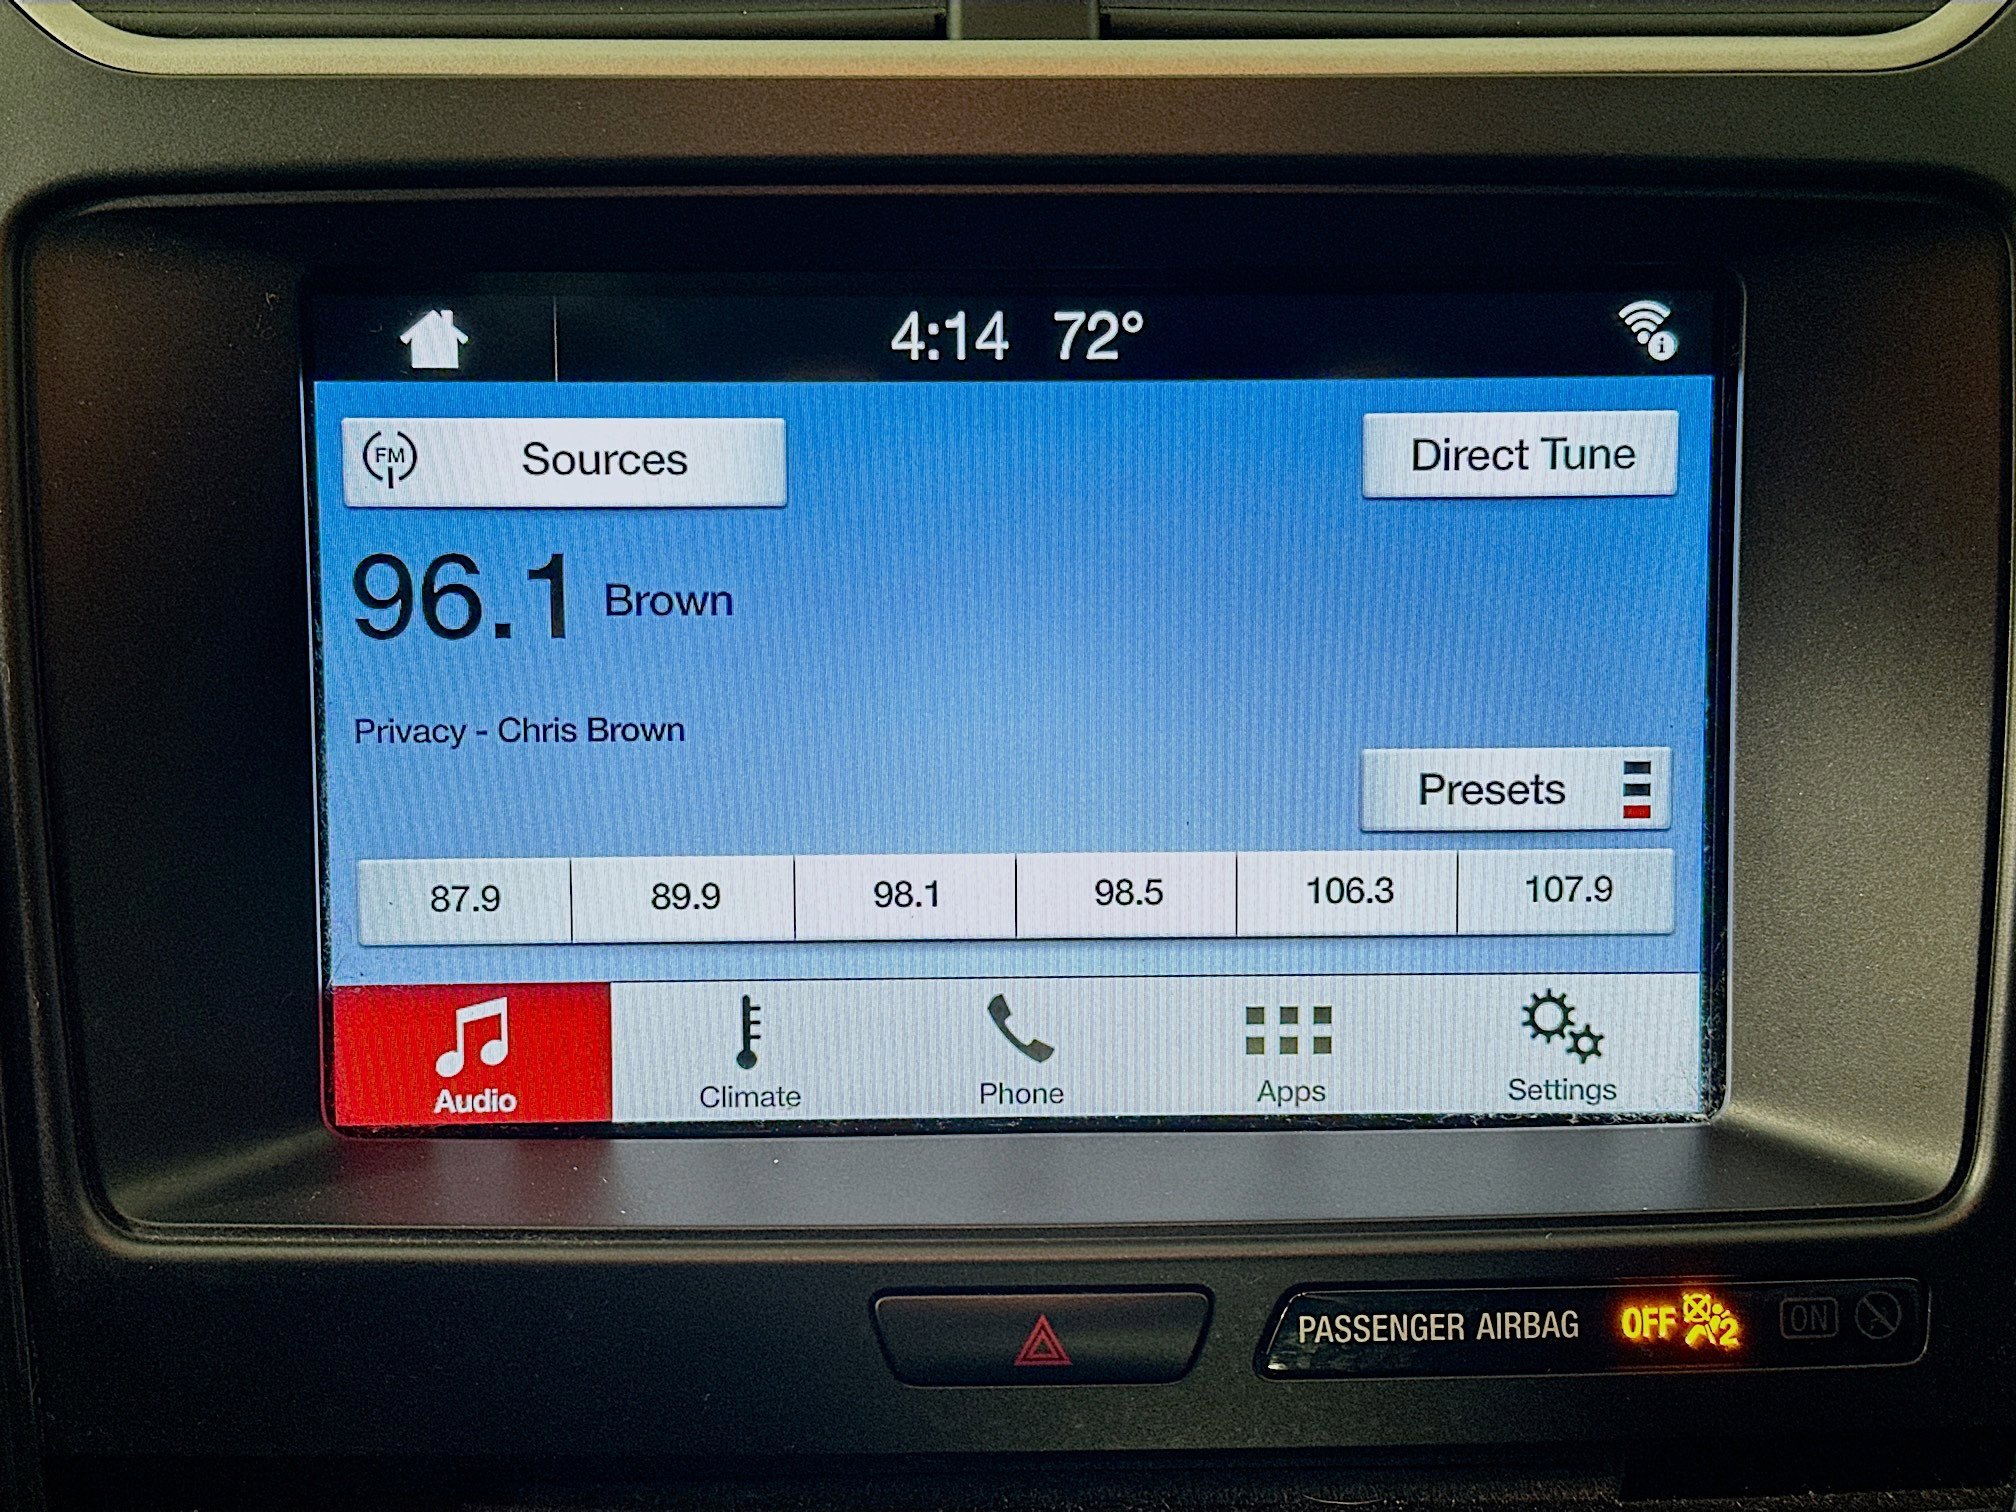 4:14 72°
FM Sources
Direct Tune
96.1 Brown
Privacy - Chris Brown
Presets
87.9 89.9 98.1 98.5 106.3 107.9
Audio Climate Phone Apps Settings
PASSENGER AIRBAG OFF 2 ON